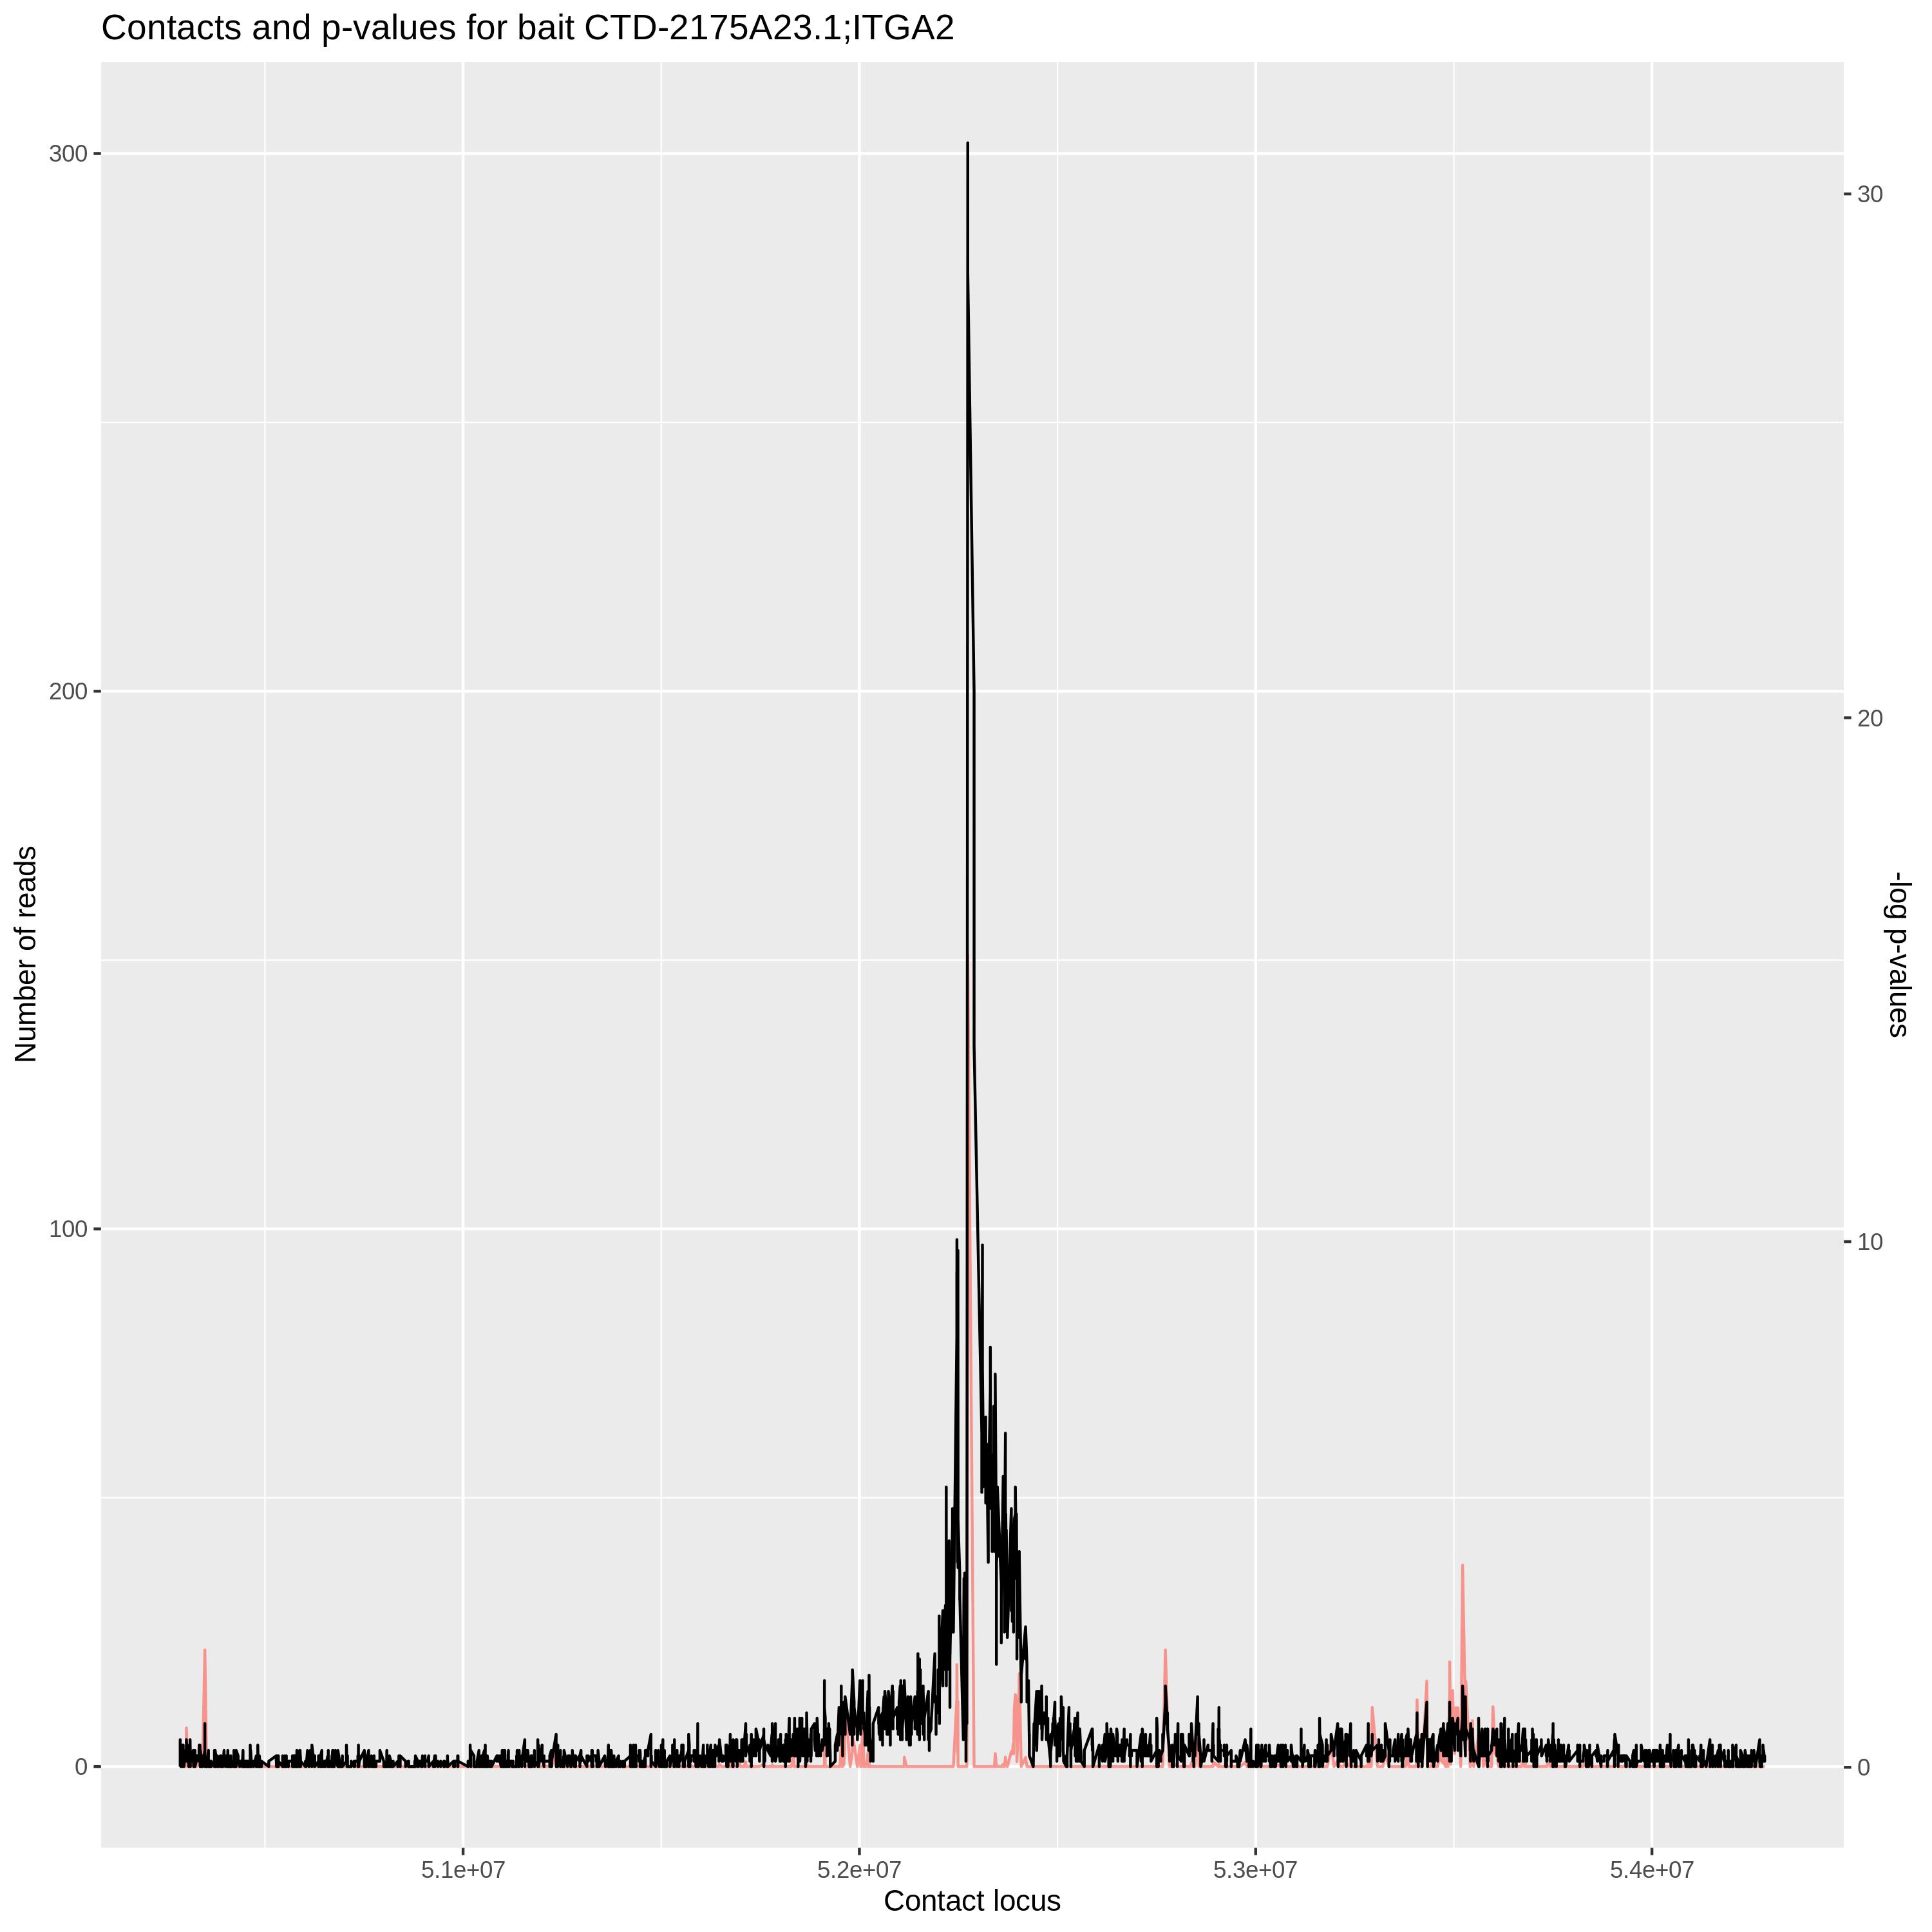 Contacts and p-values for bait CTD-2175A23.1;ITGA2
300
200
100
0
Number of reads
30
20
10
0
-log p-values
5.1e+07
5.2e+07
5.3e+07
5.4e+07
Contact locus